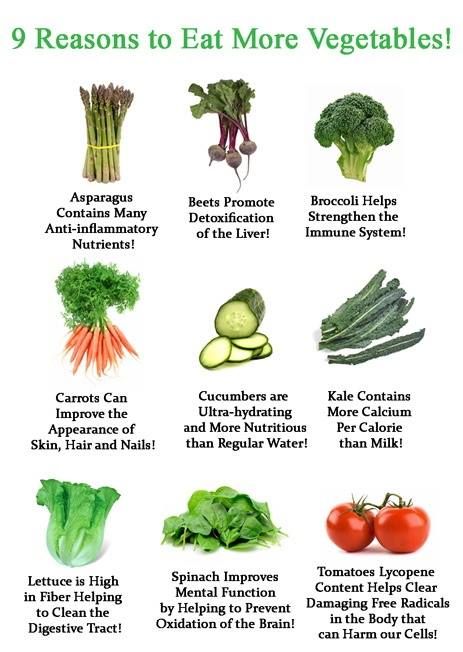 9 Reasons to Eat More Vegetables!
Asparagus
Contains Many
Anti-inflammatory
Nutrients!
Beets Promote
Detoxification
of the Liver!
Broccoli Helps
Strengthen the
Immune System!
Carrots Can
Improve the
Appearance of
Skin, Hair and Nails!
Cucumbers are
Ultra-hydrating
and More Nutritious
than Regular Water!
Kale Contains
More Calcium
Per Calorie
than Milk!
Lettuce is High
in Fiber Helping
to Clean the
Digestive Tract!
Spinach Improves
Mental Function
by Helping to Prevent
Oxidation of the Brain!
Tomatoes Lycopene
Content Helps Clear
Damaging Free Radicals
in the Body that
can Harm our Cells!